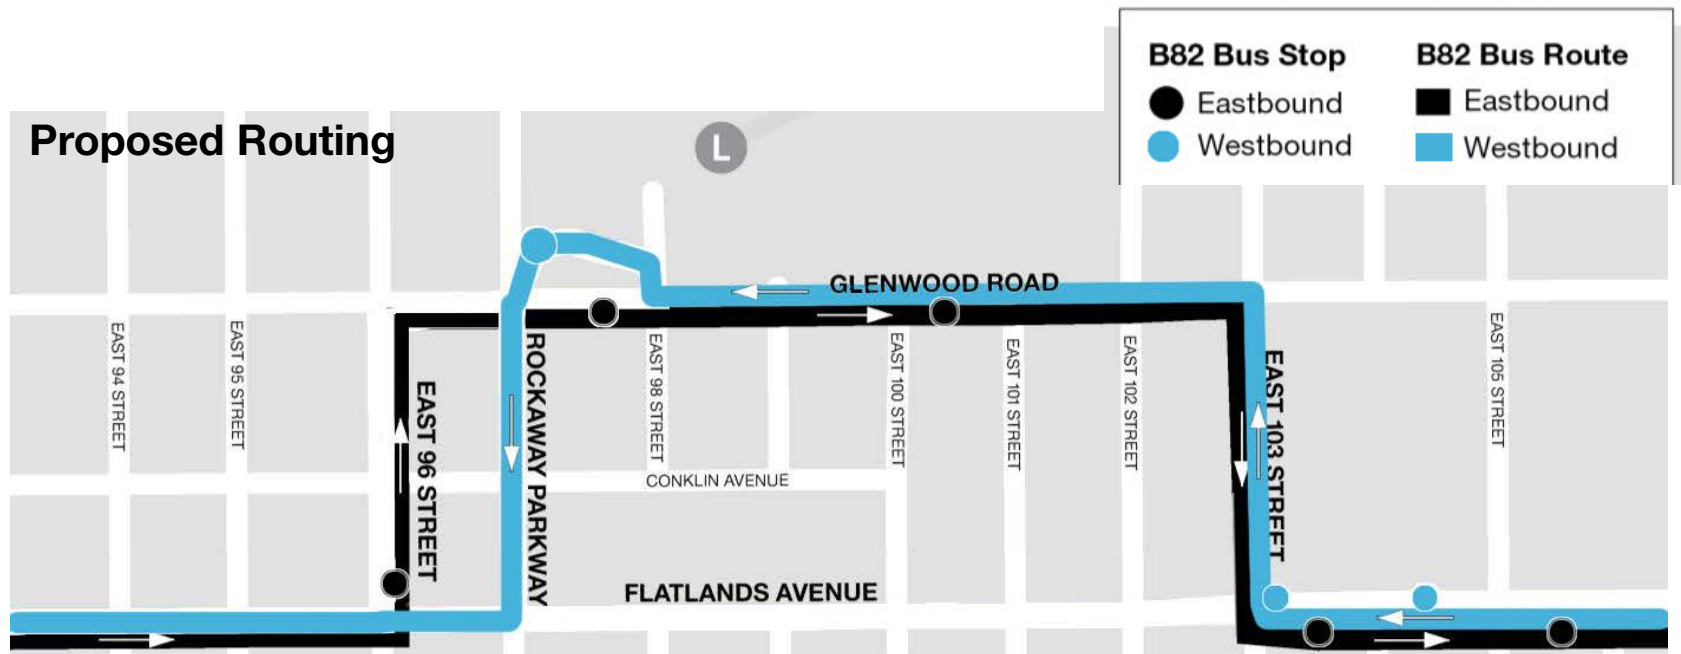 B82 Bus Stop
Eastbound
Westbound
B82 Bus Route
Eastbound
Westbound
Proposed Routing
L
GLENWOOD ROAD
EAST 94 STREET
EAST 95 STREET
EAST 96 STREET
ROCKAWAY PARKWAY
EAST 98 STREET
EAST 100 STREET
EAST 101 STREET
EAST 102 STREET
EAST 103 STREET
EAST 105 STREET
CONKLIN AVENUE
FLATLANDS AVENUE